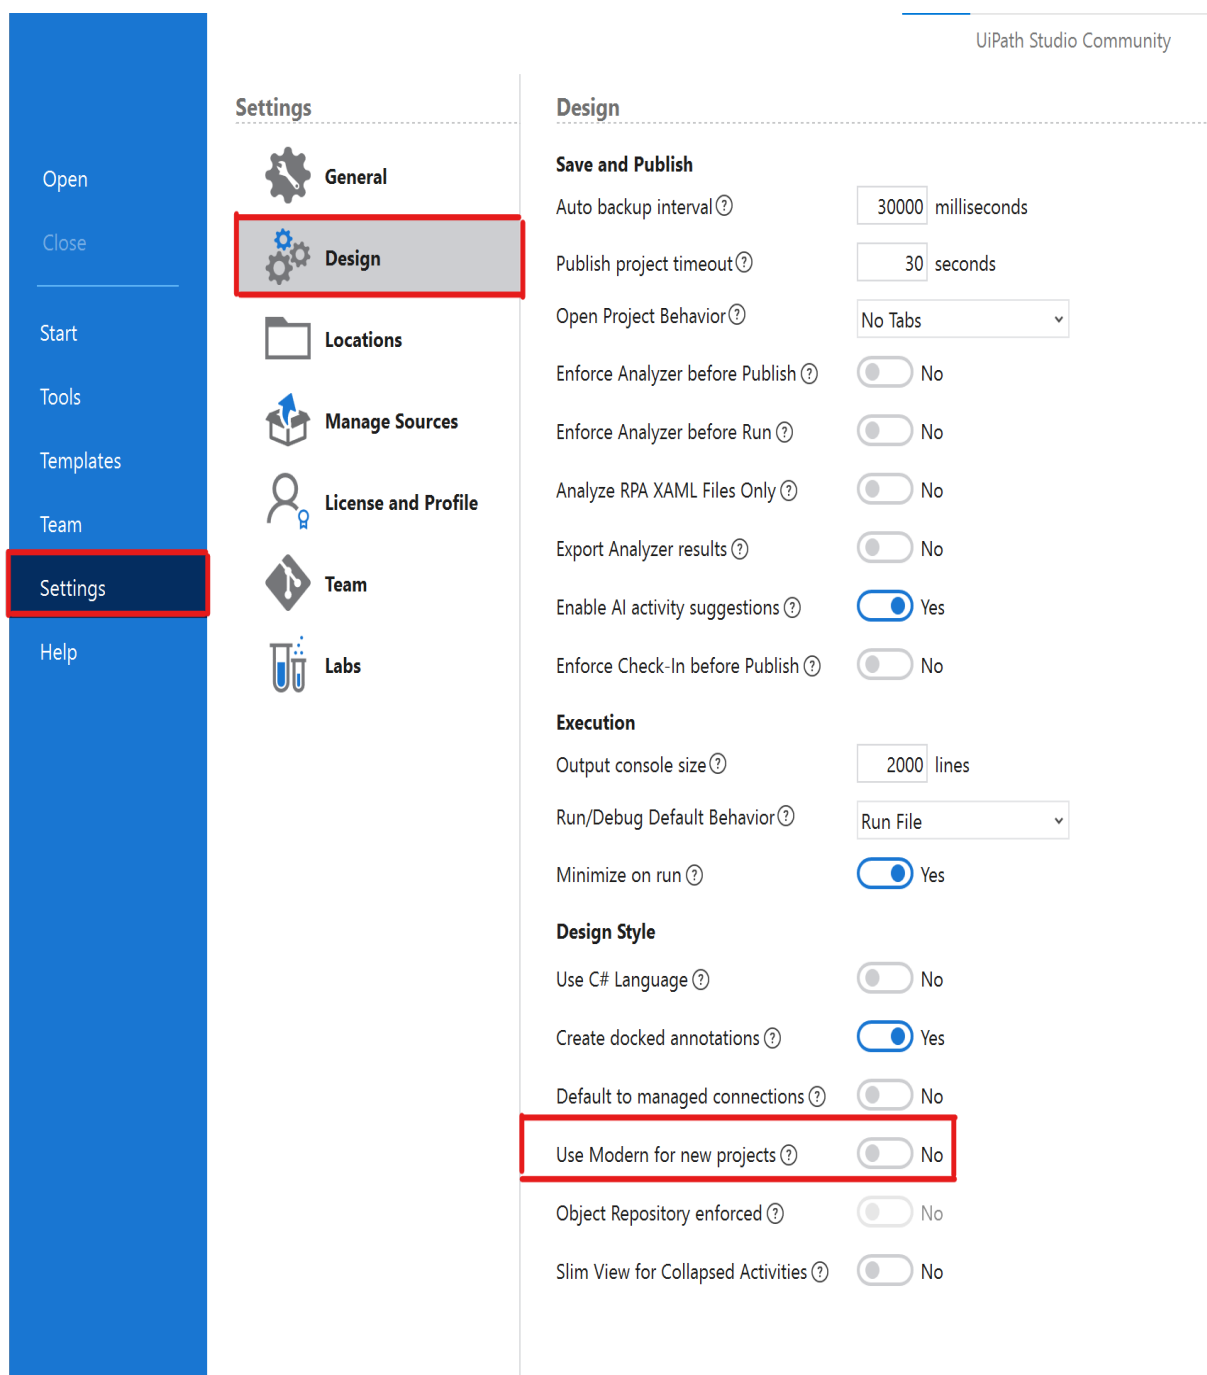 UiPath Studio Community
Open
Close
Start
Tools
Templates
Team
Settings
Help
Settings
General
Design
Locations
Manage Sources
License and Profile
Team
Labs
Design
Save and Publish
Auto backup interval ? 30000 milliseconds
Publish project timeout ? 30 seconds
Open Project Behavior ? No Tabs
Enforce Analyzer before Publish ? No
Enforce Analyzer before Run ? No
Analyze RPA XAML Files Only ? No
Export Analyzer results ? No
Enable AI activity suggestions ? Yes
Enforce Check-In before Publish ? No
Execution
Output console size ? 2000 lines
Run/Debug Default Behavior ? Run File
Minimize on run ? Yes
Design Style
Use C# Language ? No
Create docked annotations ? Yes
Default to managed connections ? No
Use Modern for new projects ? No
Object Repository enforced ? No
Slim View for Collapsed Activities ? No